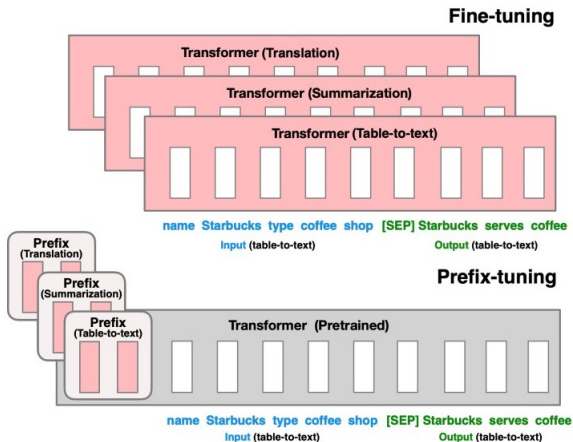 Fine-tuning
Transformer (Translation)
Transformer (Summarization)
Transformer (Table-to-text)
name Starbucks type coffee shop [SEP] Starbucks serves coffee
Input (table-to-text) Output (table-to-text)
Prefix-tuning
Prefix
(Translation)
Prefix
(Summarization)
Prefix
(Table-to-text)
Transformer (Pretrained)
name Starbucks type coffee shop [SEP] Starbucks serves coffee
Input (table-to-text) Output (table-to-text)